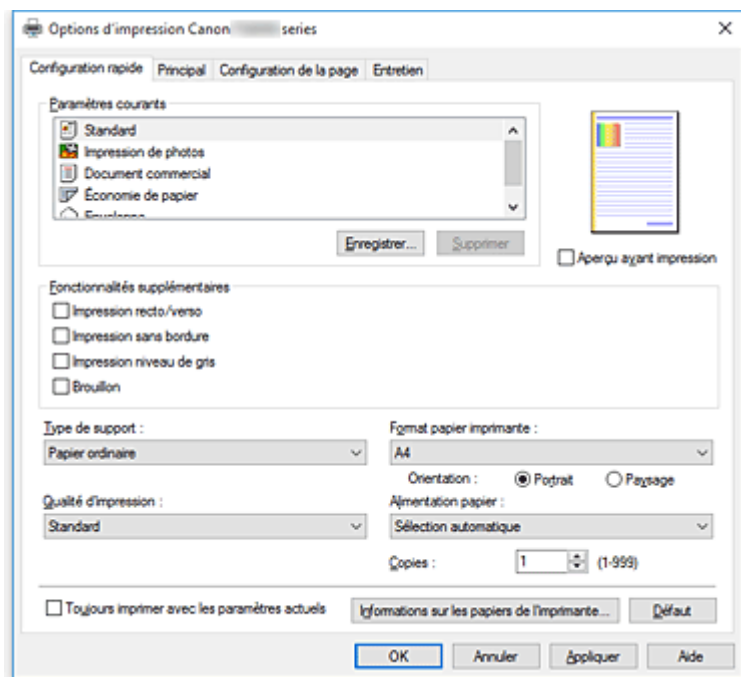 Options d'impression Canon series
Configuration rapide Principal Configuration de la page Entretien
Paramètres courants
Standard
Impression de photos
Document commercial
Économie de papier
Enregistrer... Supprimer
Aperçu avant impression
Fonctionnalités supplémentaires
Impression recto/verso
Impression sans bordure
Impression niveau de gris
Brouillon
Type de support :
Papier ordinaire
Format papier imprimante :
A4
Orientation : Portrait Paysage
Qualité d'impression :
Standard
Alimentation papier :
Sélection automatique
Copies : 1 (1-999)
Toujours imprimer avec les paramètres actuels
Informations sur les papiers de l'imprimante... Défaut
OK Annuler Appliquer Aide